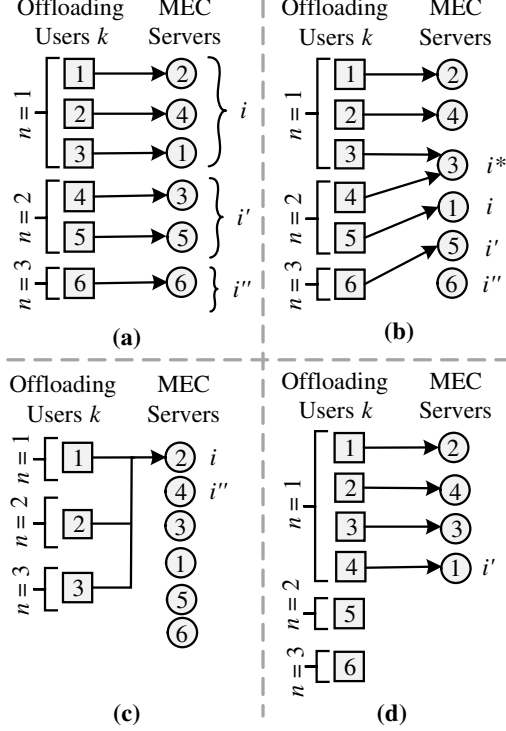 Offloading Users k
MEC Servers
n = 1
1
2
2
4
3
1
i
n = 2
4
3
5
5
i′
n = 3
6
6
i″
(a)
Offloading Users k
MEC Servers
n = 1
1
2
2
4
3
3
i*
n = 2
4
1
i
5
5
i′
n = 3
6
6
i″
(b)
Offloading Users k
MEC Servers
n = 1
1
2
i
4
i″
n = 2
2
3
1
n = 3
3
5
6
(c)
Offloading Users k
MEC Servers
n = 1
1
2
2
4
3
3
4
1
i′
n = 2
5
n = 3
6
(d)